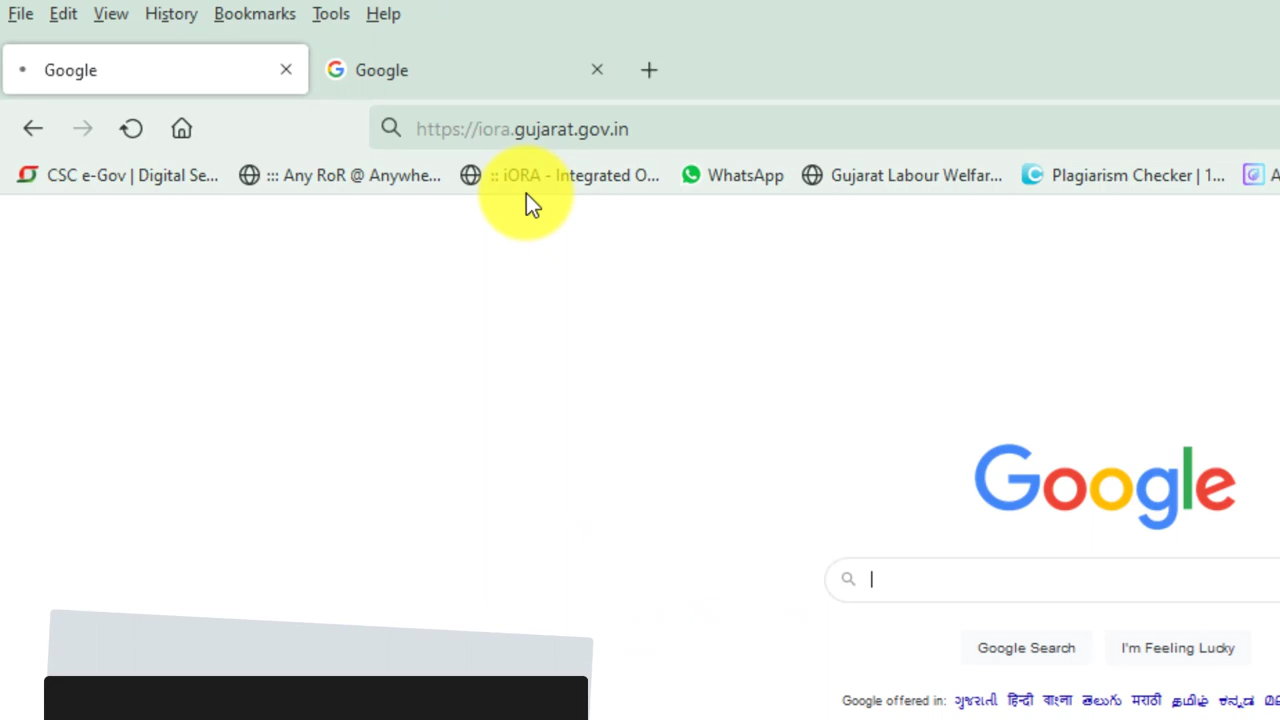 File Edit View History Bookmarks Tools Help
Google Google
https://iora.gujarat.gov.in
CSC e-Gov | Digital Se... ::: Any RoR @ Anywhe... :: iORA - Integrated O... WhatsApp Gujarat Labour Welfar... Plagiarism Checker | 1... A
Google
Google Search I'm Feeling Lucky
Google offered in: ગુજરાતી हिन्दी বাংলা తెలుగు मराठी தமிழ் ಕನ್ನಡ